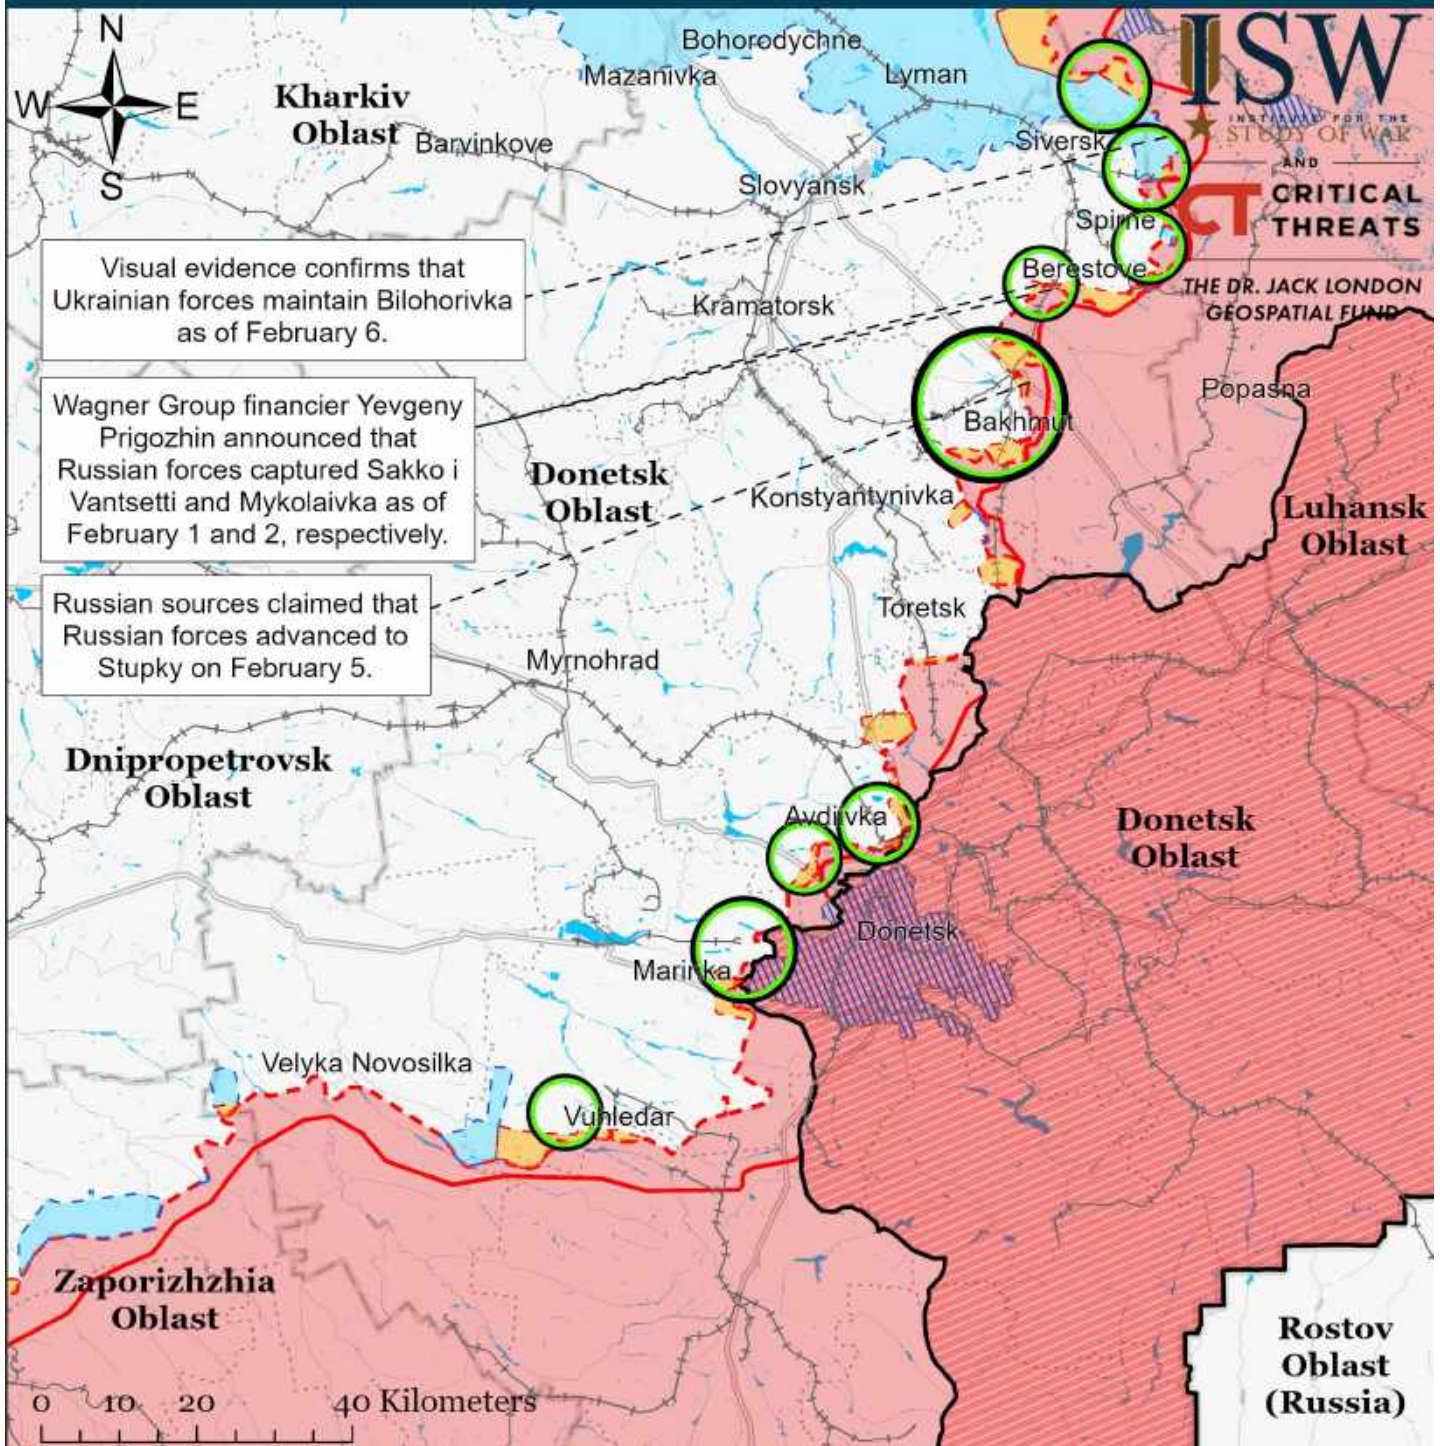 N
W
E
S
ISW
INSTITUTE FOR THE
STUDY OF WAR
AND
CT CRITICAL
THREATS
THE DR. JACK LONDON
GEOSPATIAL FUND
Bohorodychne
Mazanivka
Lyman
Kharkiv
Oblast
Barvinkove
Siversk
Slovyansk
Spirne
Berestove
Kramatorsk
Visual evidence confirms that
Ukrainian forces maintain Bilohorivka
as of February 6.
Wagner Group financier Yevgeny
Prigozhin announced that
Russian forces captured Sakko i
Vantsetti and Mykolaivka as of
February 1 and 2, respectively.
Russian sources claimed that
Russian forces advanced to
Stupky on February 5.
Popasna
Bakhmut
Donetsk
Oblast
Konstyantynivka
Luhansk
Oblast
Toretsk
Myrnohrad
Dnipropetrovsk
Oblast
Avdiivka
Donetsk
Oblast
Donetsk
Marinka
Velyka Novosilka
Vuhledar
Zaporizhzhia
Oblast
Rostov
Oblast
(Russia)
0 10 20 40 Kilometers